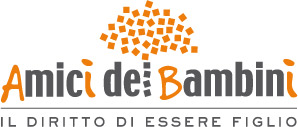 Amici dei Bambini
IL DIRITTO DI ESSERE FIGLIO